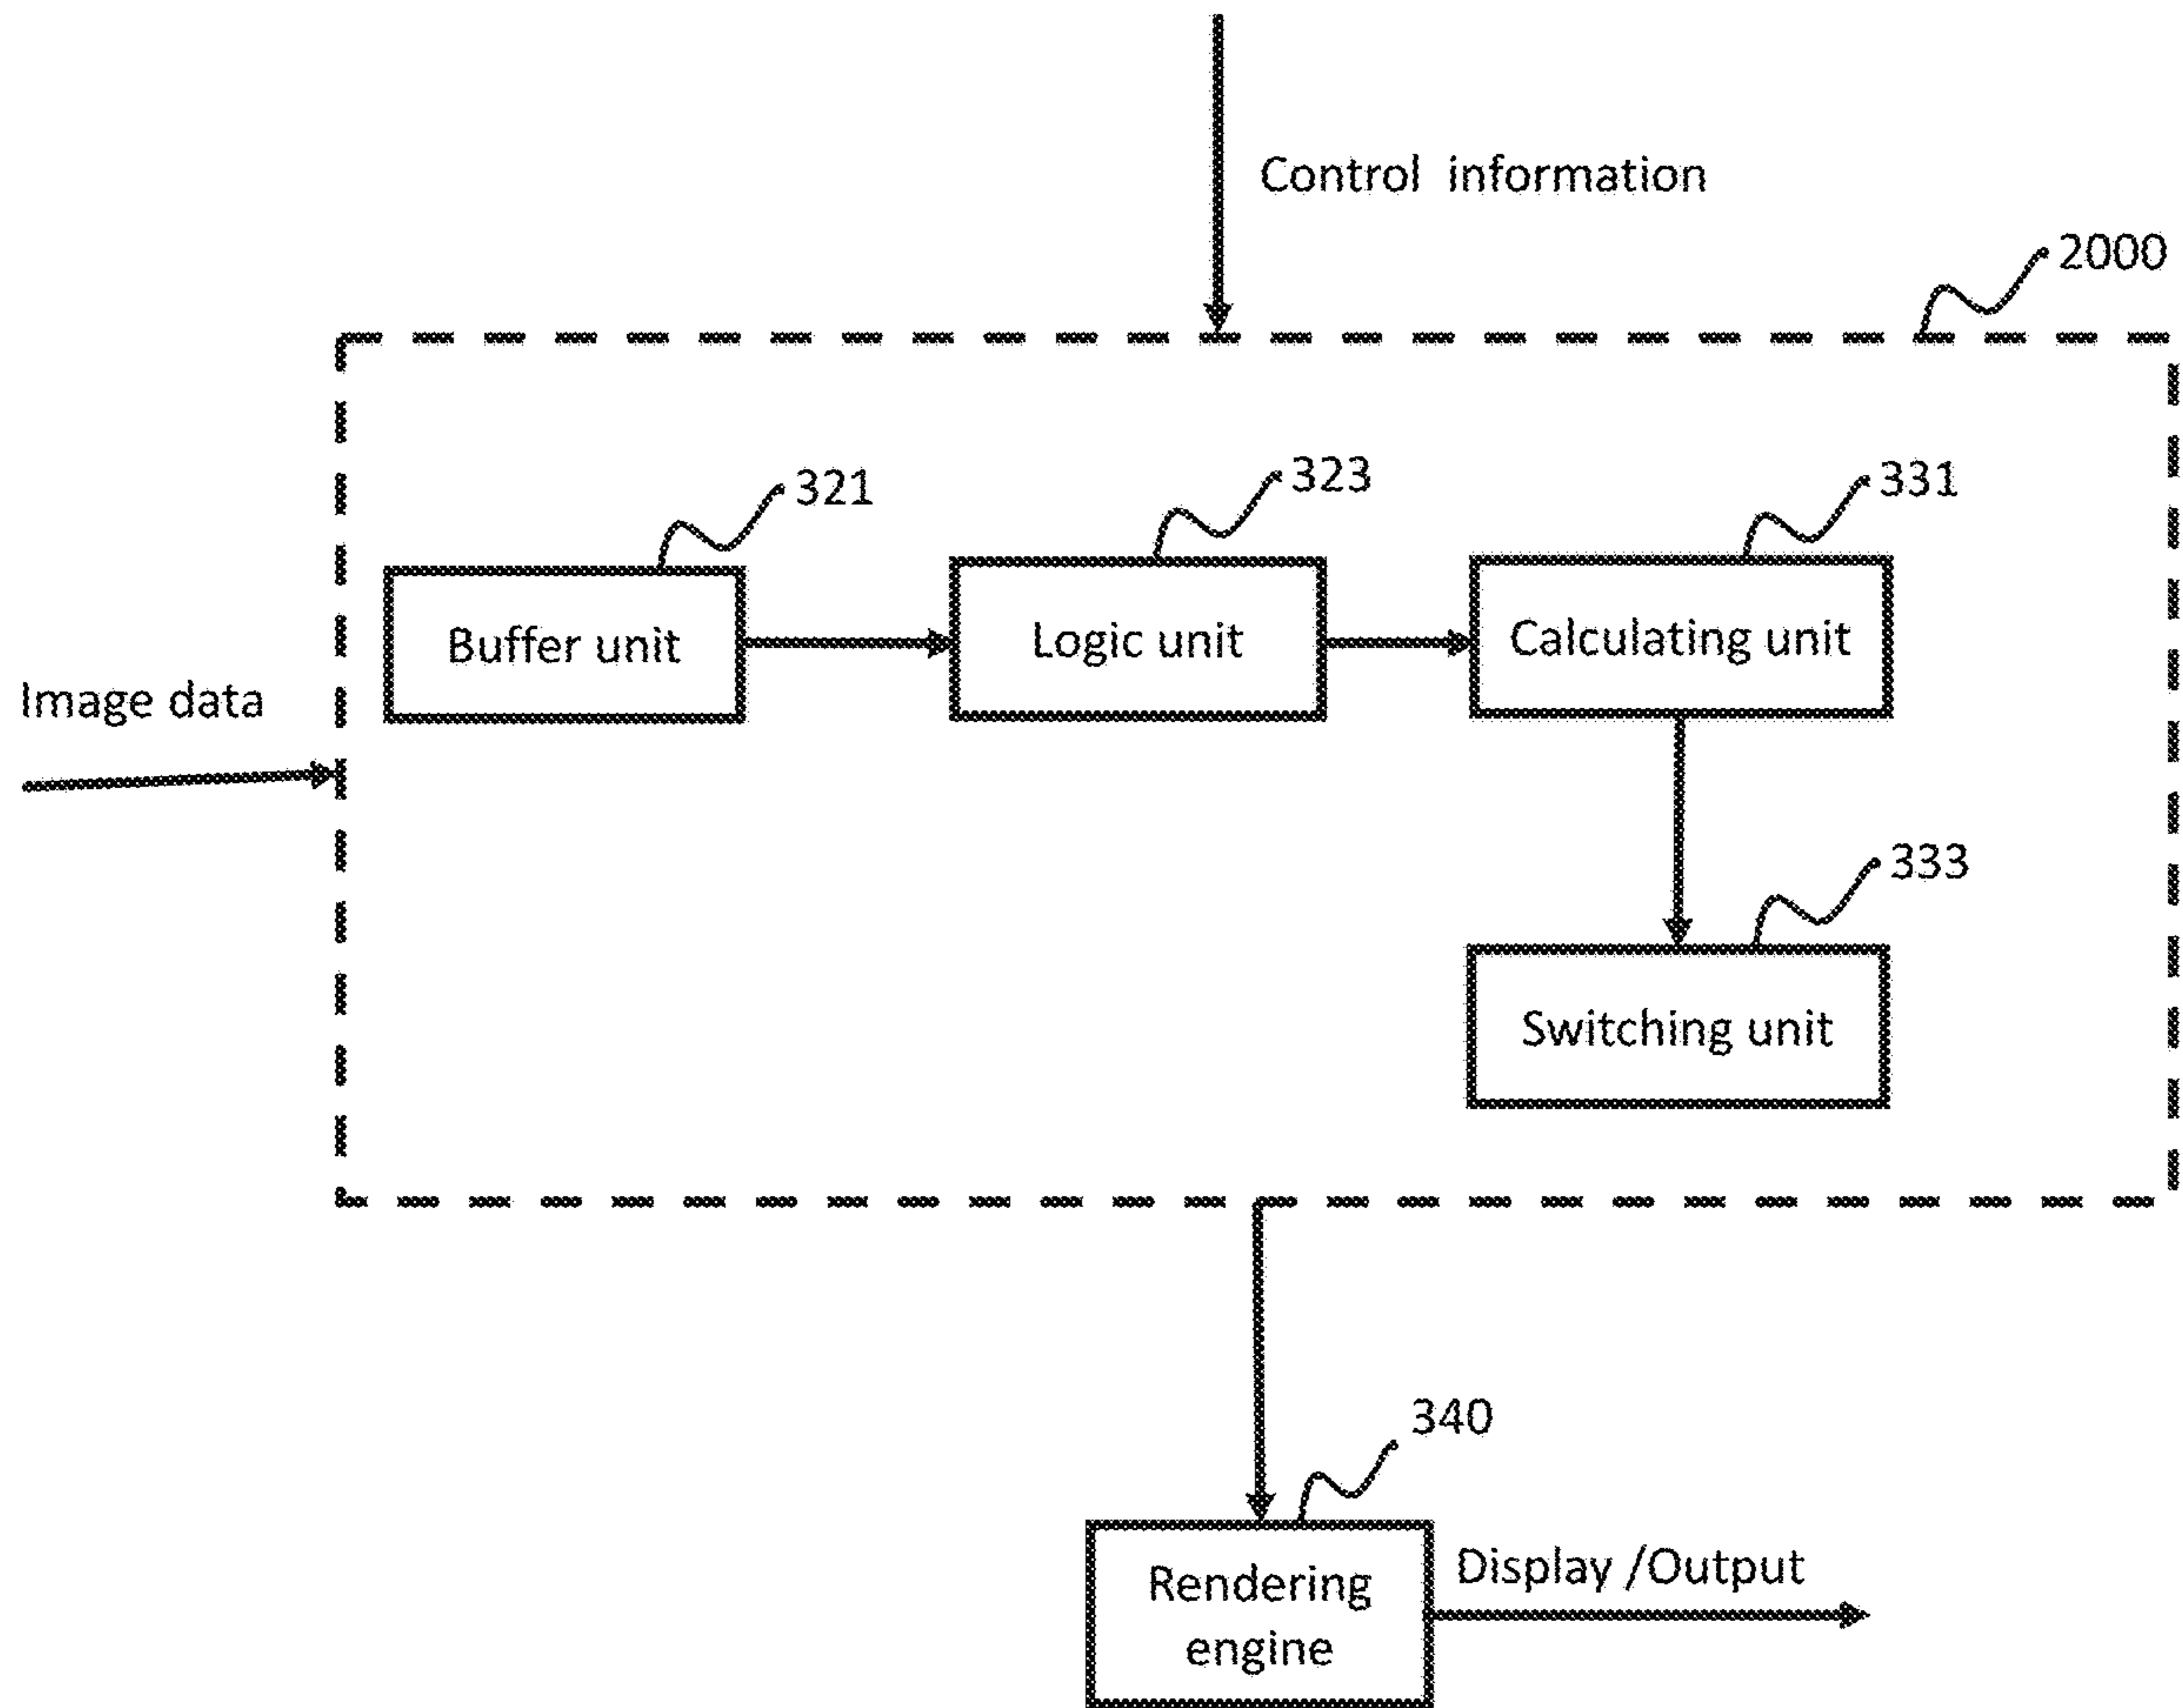 Control information
2000
321
323
331
Buffer unit
Logic unit
Calculating unit
Image data
333
Switching unit
340
Rendering
engine
Display /Output